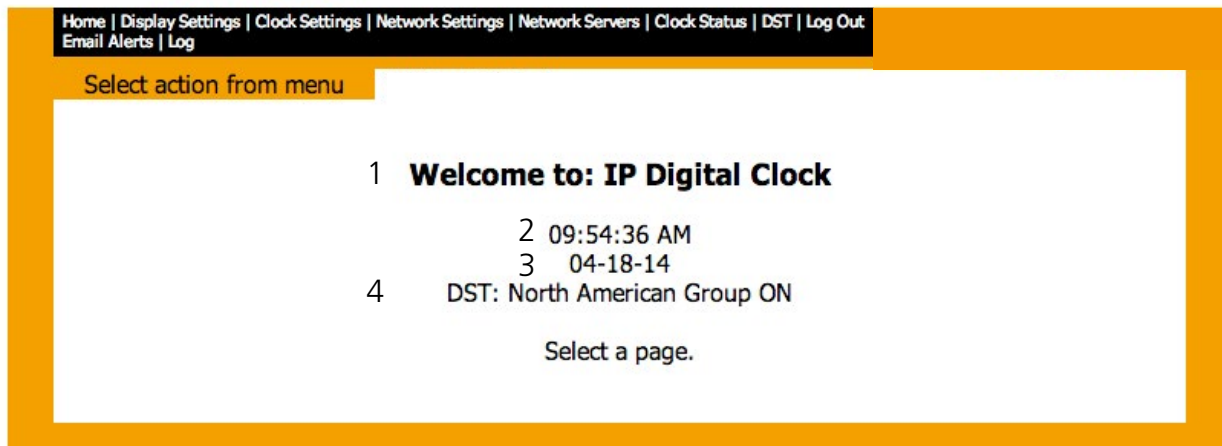 Home | Display Settings | Clock Settings | Network Settings | Network Servers | Clock Status | DST | Log Out
Email Alerts | Log
Select action from menu
1 Welcome to: IP Digital Clock
2 09:54:36 AM
3 04-18-14
4 DST: North American Group ON
Select a page.